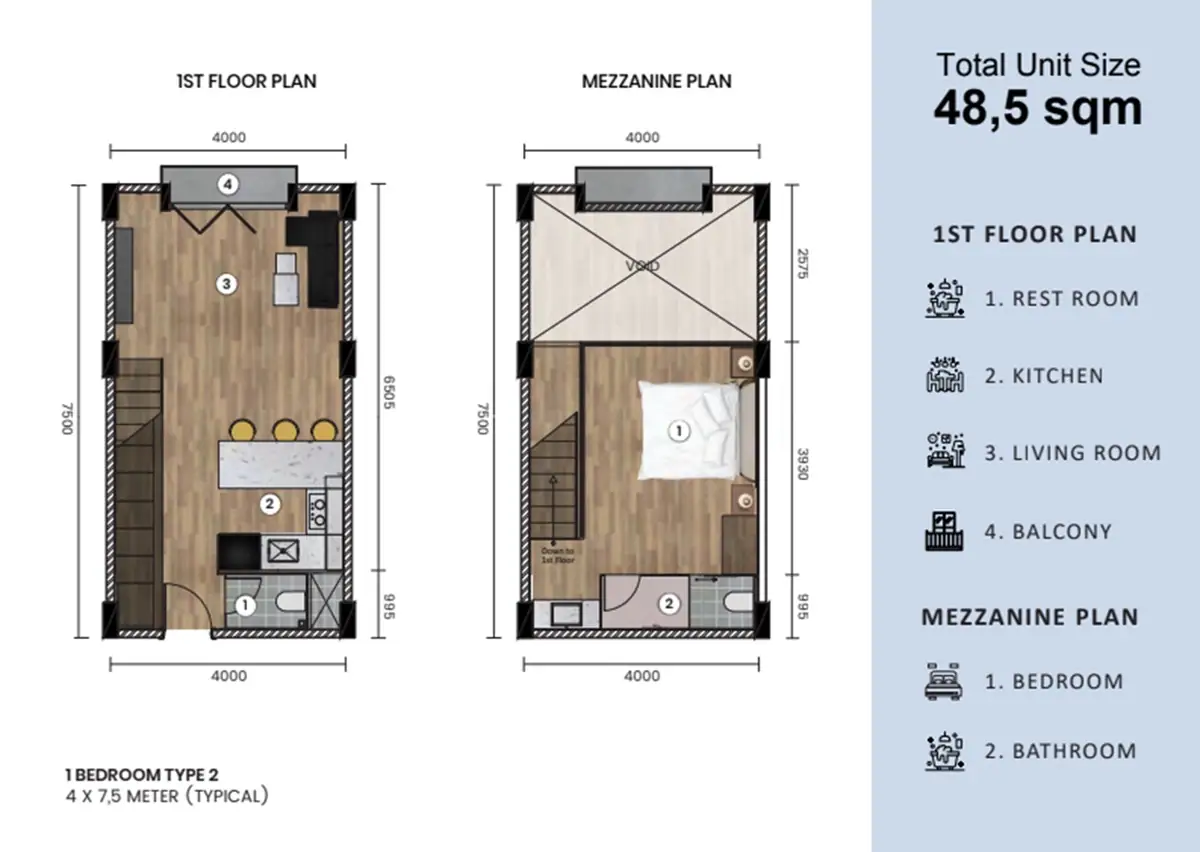 1ST FLOOR PLAN
4000
4
3
7500
6505
2
1
995
4000
MEZZANINE PLAN
4000
VOID
2575
7500
1
3930
Down to
1st Floor
2
995
4000
1 BEDROOM TYPE 2
4 X 7,5 METER (TYPICAL)
Total Unit Size
48,5 sqm
1ST FLOOR PLAN
1. REST ROOM
2. KITCHEN
3. LIVING ROOM
4. BALCONY
MEZZANINE PLAN
1. BEDROOM
2. BATHROOM